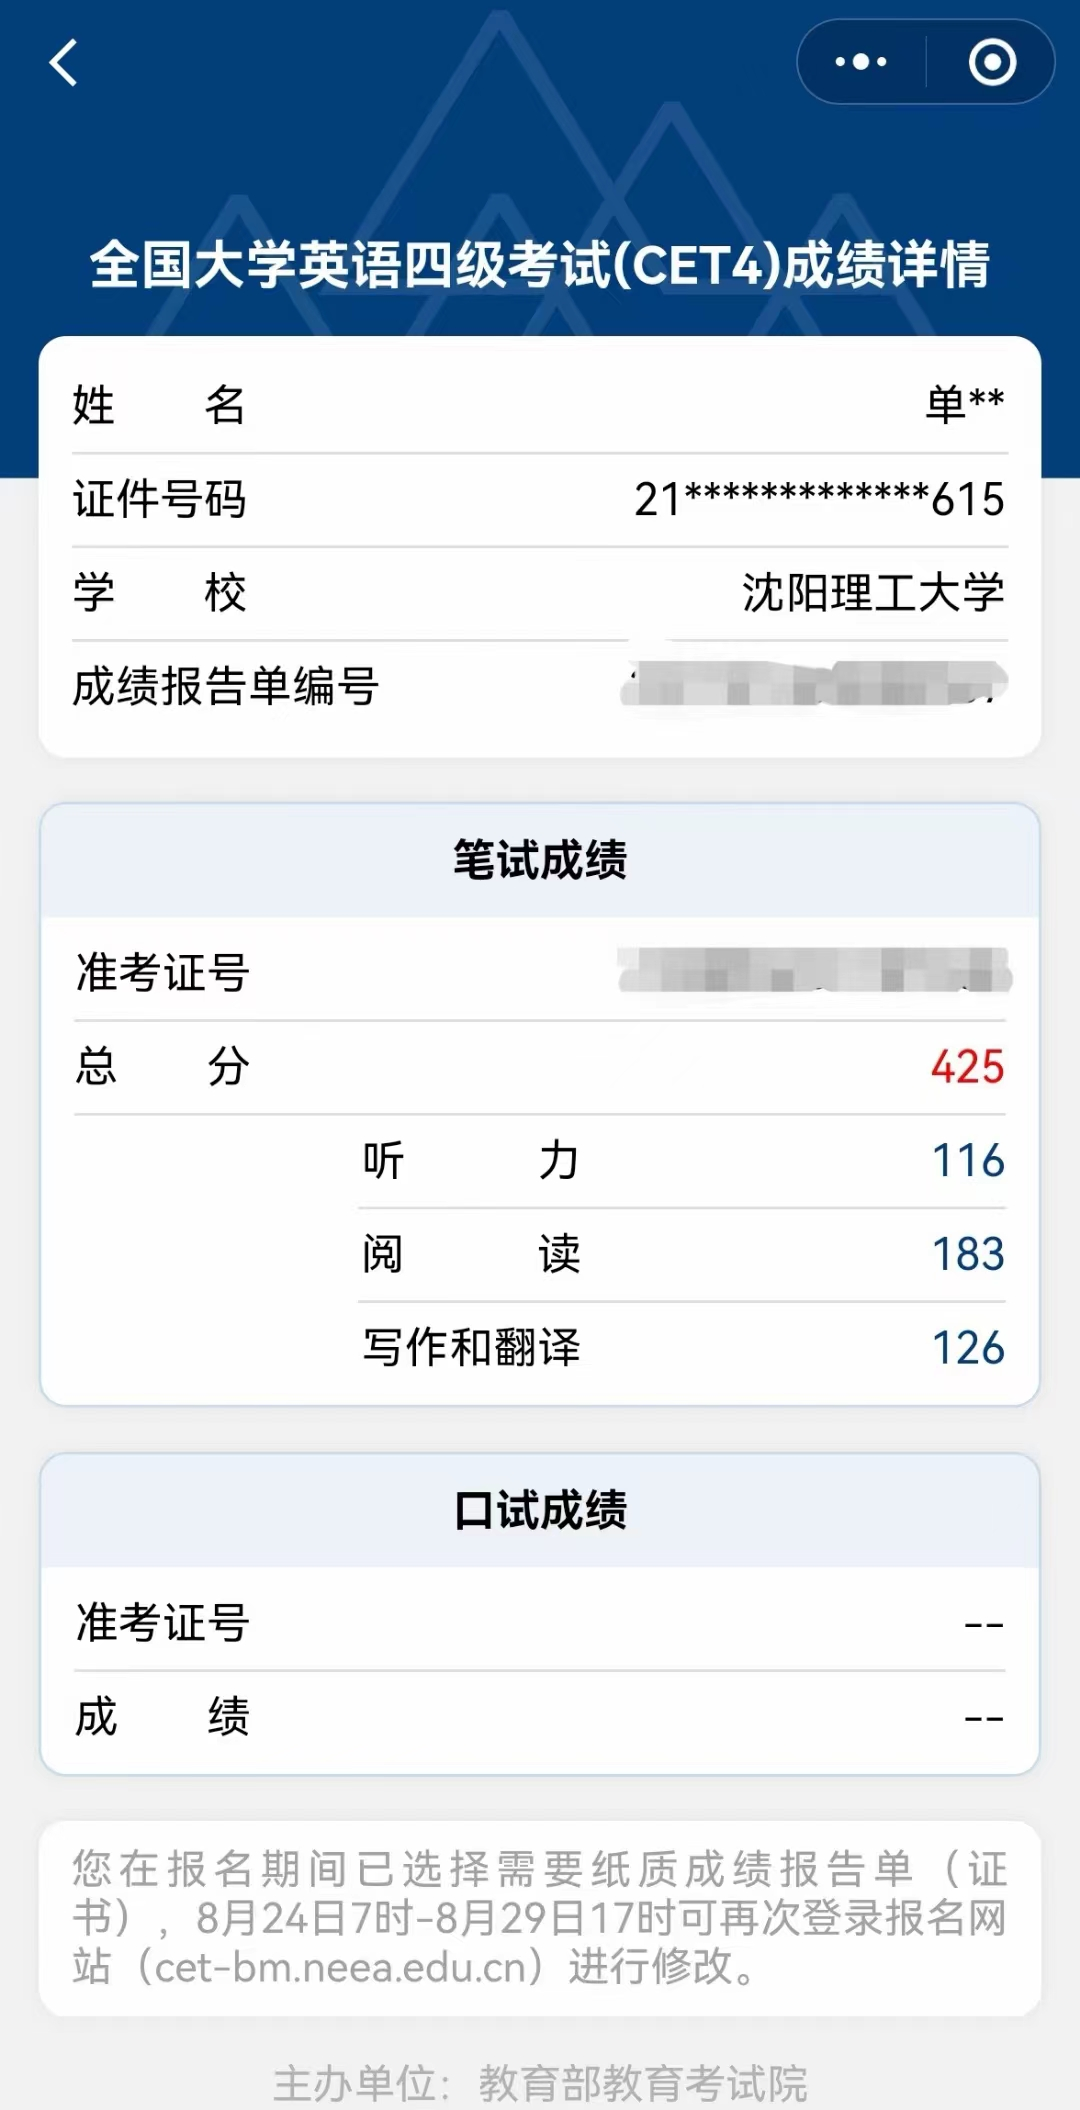 全国大学英语四级考试(CET4)成绩详情
姓 名 单**
证件号码 21*************615
学 校 沈阳理工大学
成绩报告单编号
笔试成绩
准考证号
总 分 425
听 力 116
阅 读 183
写作和翻译 126
口试成绩
准考证号 --
成 绩 --
您在报名期间已选择需要纸质成绩报告单（证
书），8月24日7时-8月29日17时可再次登录报名网
站（cet-bm.neea.edu.cn）进行修改。
主办单位：教育部教育考试院